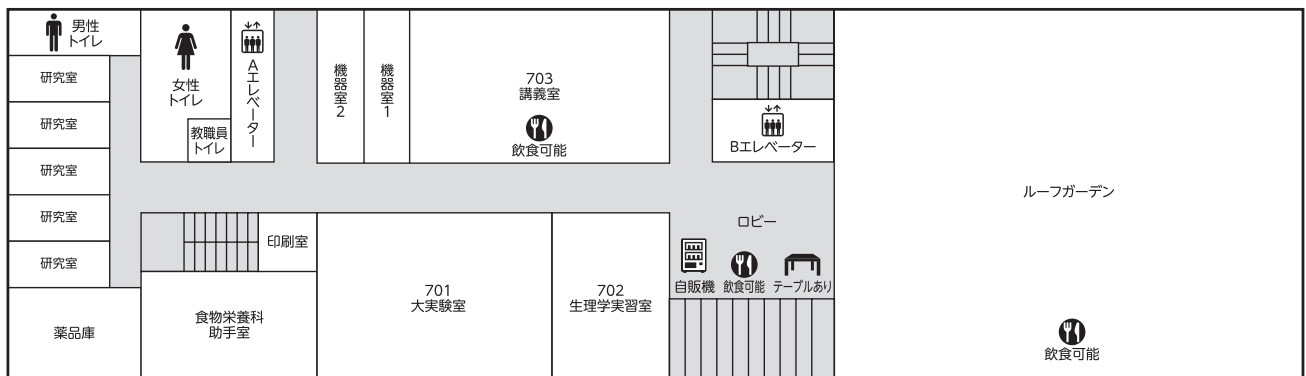 男性
トイレ
研究室
研究室
研究室
研究室
研究室
薬品庫
女性
トイレ
教職員
トイレ
Aエレベーター
機器室2
機器室1
703
講義室
飲食可能
Bエレベーター
印刷室
食物栄養科
助手室
701
大実験室
702
生理学実習室
ロビー
自販機
飲食可能
テーブルあり
ルーフガーデン
飲食可能